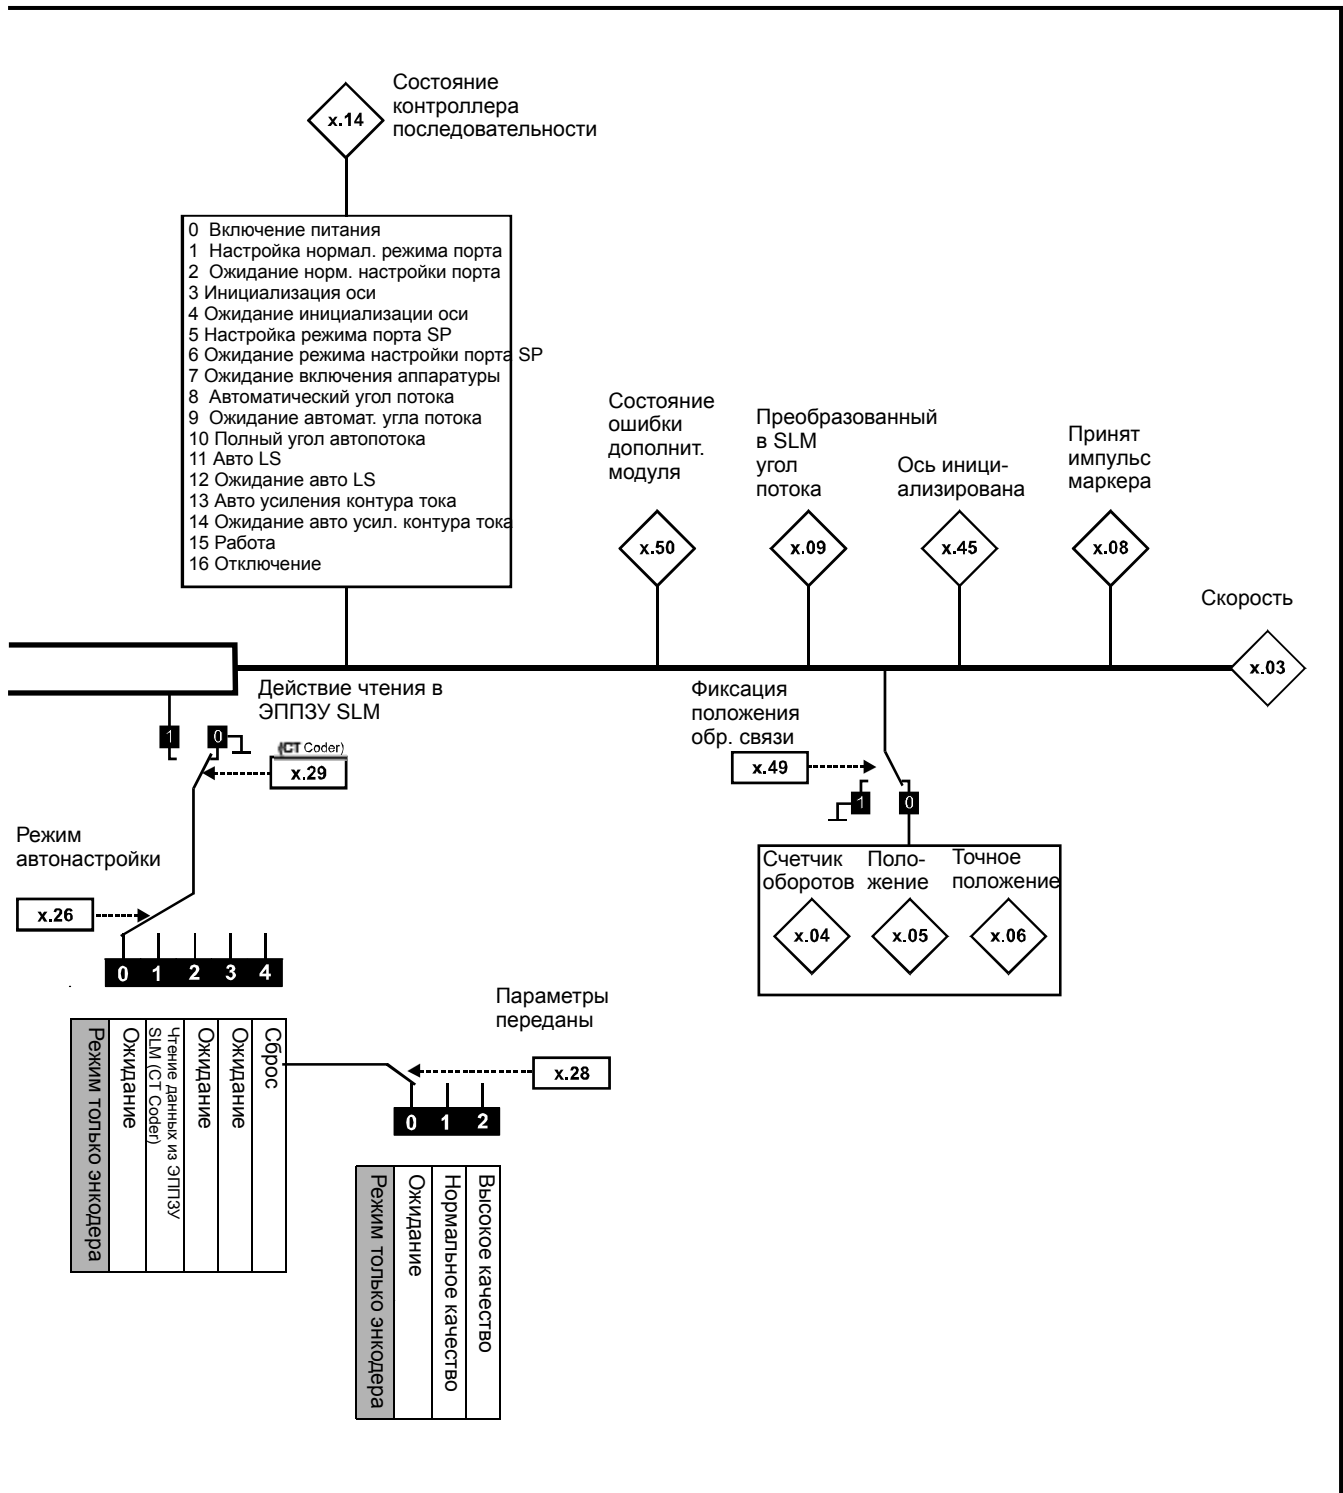 Состояние
контроллера
последовательности
x.14
0 Включение питания
1 Настройка нормал. режима порта
2 Ожидание норм. настройки порта
3 Инициализация оси
4 Ожидание инициализации оси
5 Настройка режима порта SP
6 Ожидание режима настройки порта SP
7 Ожидание включения аппаратуры
8 Автоматический угол потока
9 Ожидание автомат. угла потока
10 Полный угол автопотока
11 Авто LS
12 Ожидание авто LS
13 Авто усиления контура тока
14 Ожидание авто усил. контура тока
15 Работа
16 Отключение
Состояние
ошибки
дополнит.
модуля
x.50
Преобразованный
в SLM
угол
потока
x.09
Ось иници-
ализирована
x.45
Принят
импульс
маркера
x.08
Скорость
x.03
Действие чтения в
ЭППЗУ SLM
1 0
(CT Coder)
x.29
Фиксация
положения
обр. связи
x.49
1 0
Режим
автонастройки
x.26
0 1 2 3 4
Счетчик
оборотов
x.04
Поло-
жение
x.05
Точное
положение
x.06
Режим только энкодера
Ожидание
Чтение данных из ЭППЗУ
SLM (CT Coder)
Ожидание
Ожидание
Сброс
Параметры
переданы
x.28
0 1 2
Режим только энкодера
Ожидание
Нормальное качество
Высокое качество